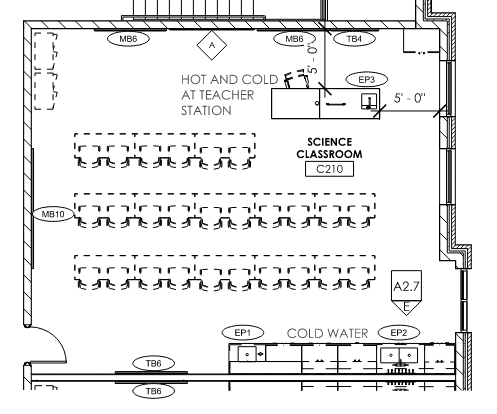 MB6
A
MB6
TB4
5' - 0"
HOT AND COLD
AT TEACHER
STATION
EP3
5' - 0"
SCIENCE
CLASSROOM
C210
MB10
A2.7
E
EP1
COLD WATER
EP2
TB6
TB6